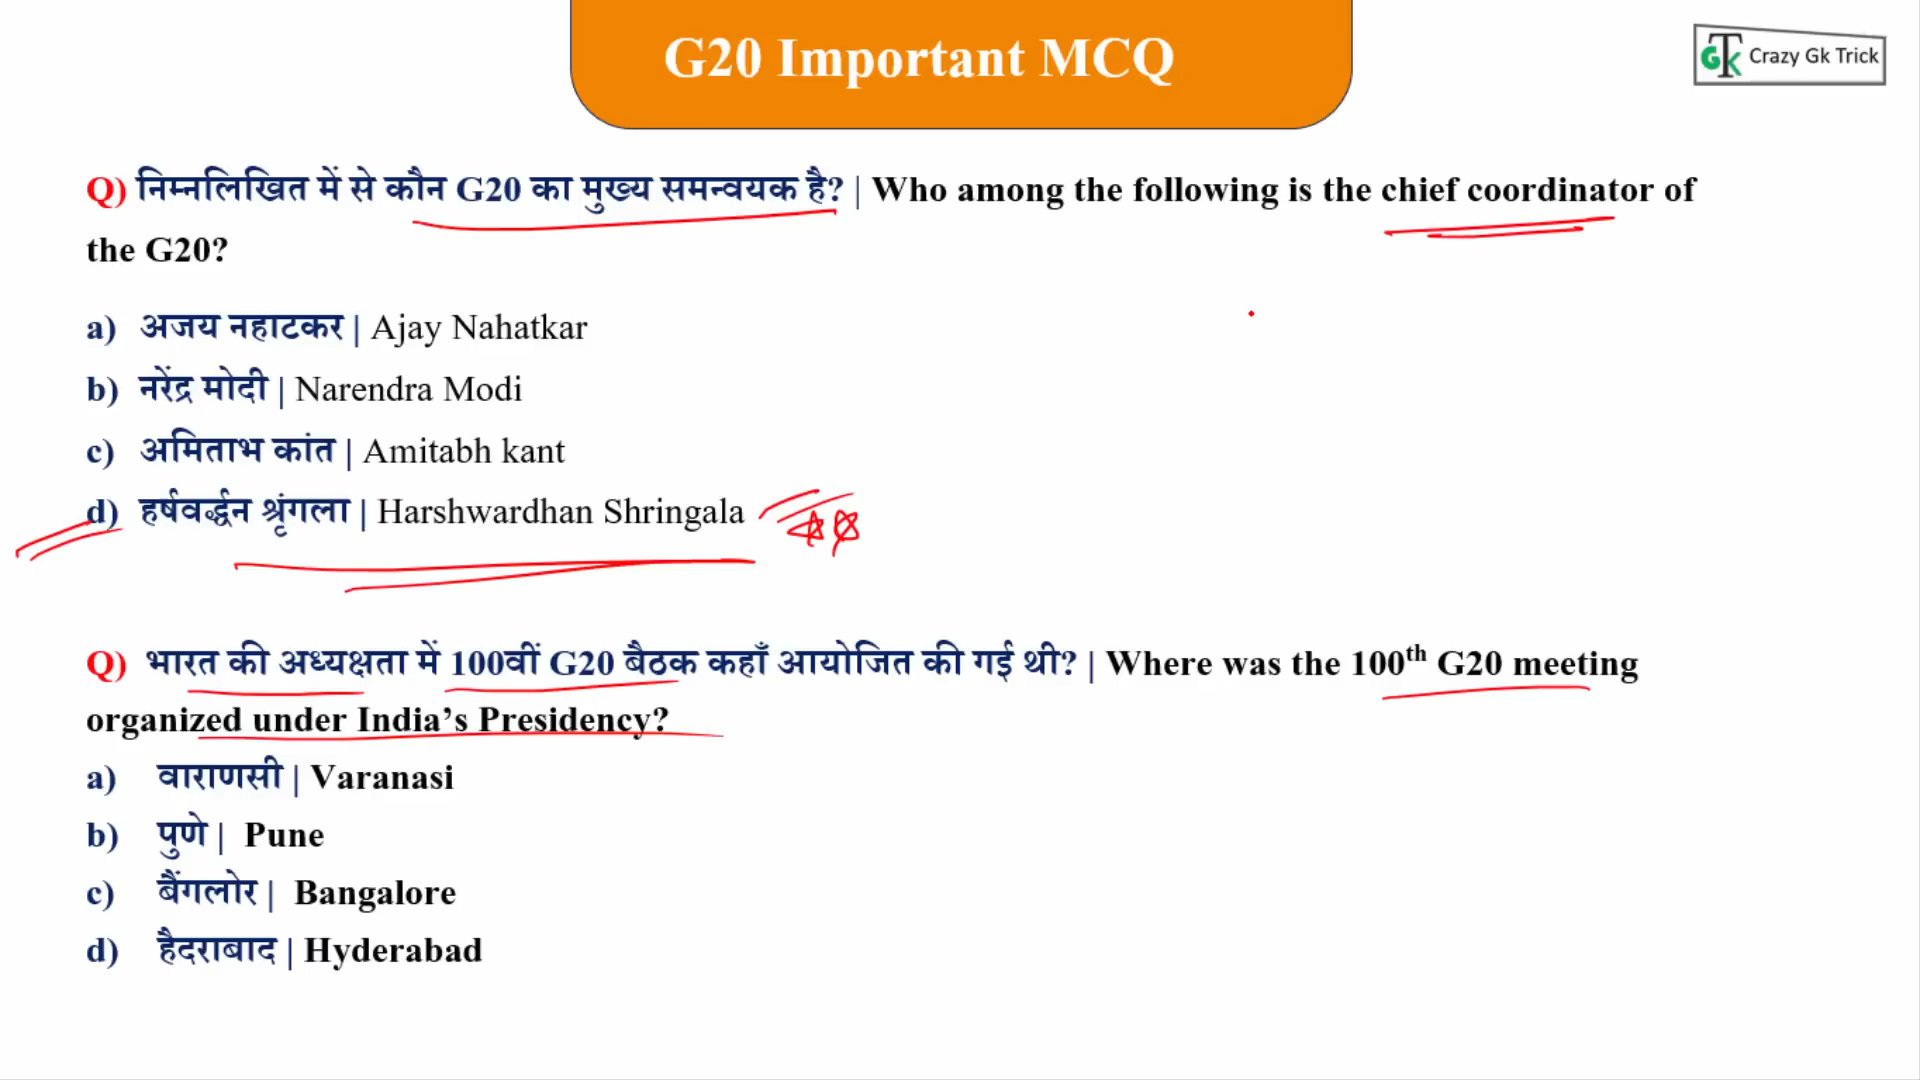 G20 Important MCQ
GTK Crazy Gk Trick
Q) निम्नलिखित में से कौन G20 का मुख्य समन्वयक है? | Who among the following is the chief coordinator of
the G20?
a) अजय नहाटकर | Ajay Nahatkar
b) नरेंद्र मोदी | Narendra Modi
c) अमिताभ कांत | Amitabh kant
d) हर्षवर्द्धन श्रृंगला | Harshwardhan Shringala
Q) भारत की अध्यक्षता में 100वीं G20 बैठक कहाँ आयोजित की गई थी? | Where was the 100th G20 meeting
organized under India’s Presidency?
a) वाराणसी | Varanasi
b) पुणे | Pune
c) बैंगलोर | Bangalore
d) हैदराबाद | Hyderabad